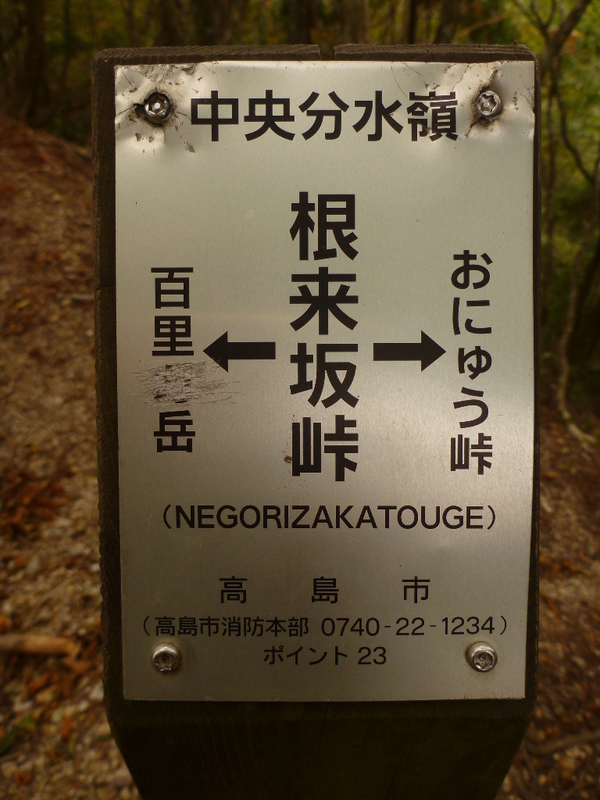 中央分水嶺
百里岳
根来坂峠
おにゅう峠
(NEGORIZAKATOUGE)
高島市
(高島市消防本部 0740-22-1234)
ポイント 23